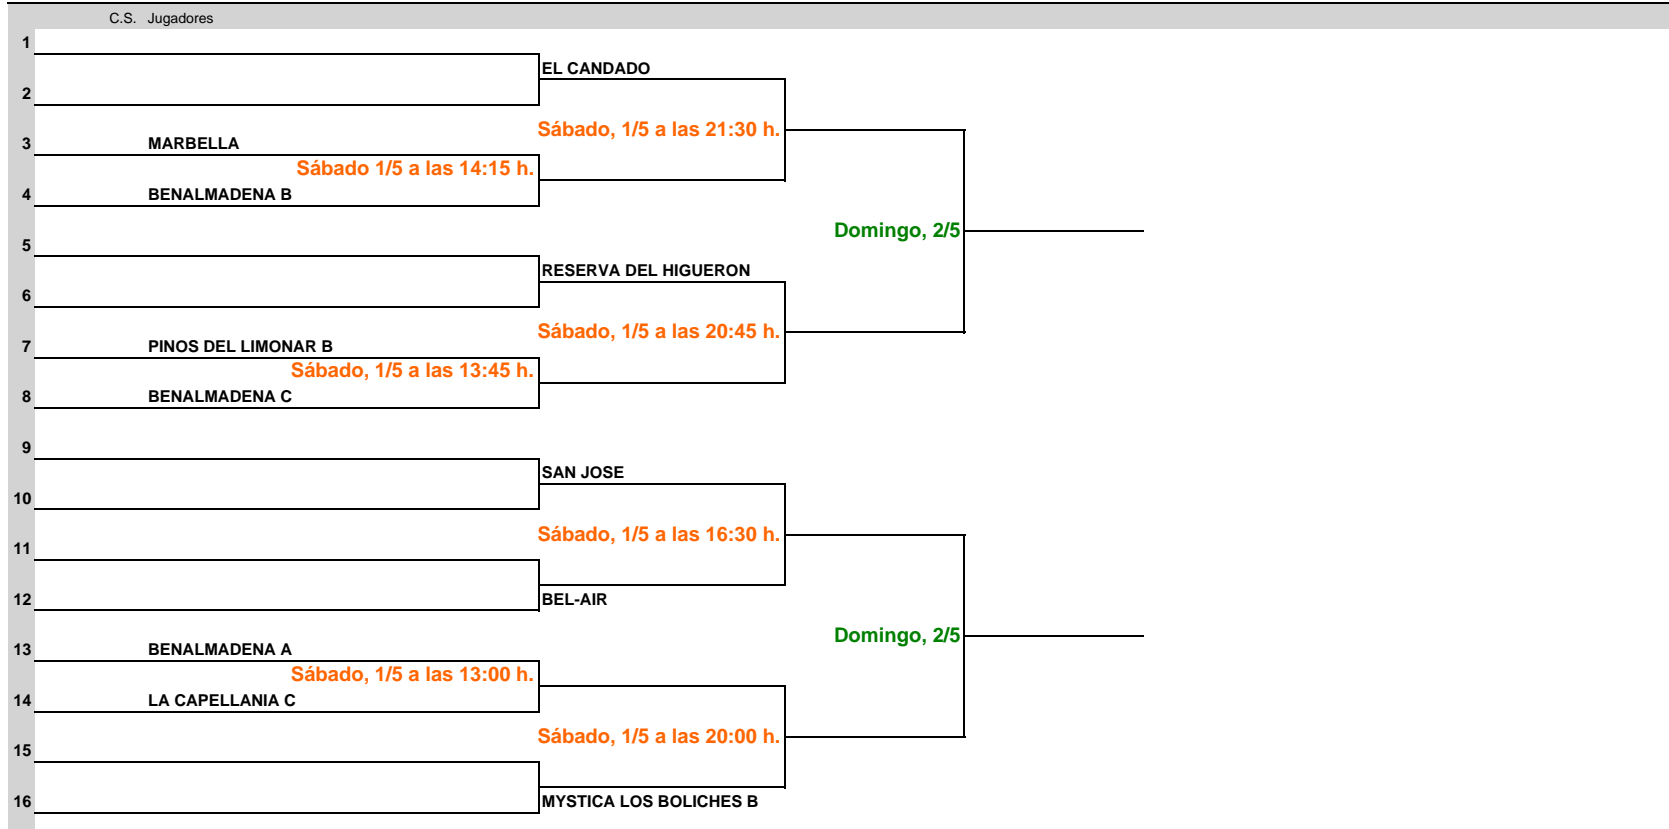 C.S. Jugadores
1
EL CANDADO
2
Sábado, 1/5 a las 21:30 h.
3 MARBELLA
Sábado 1/5 a las 14:15 h.
4 BENALMADENA B
Domingo, 2/5
5
RESERVA DEL HIGUERON
6
Sábado, 1/5 a las 20:45 h.
7 PINOS DEL LIMONAR B
Sábado, 1/5 a las 13:45 h.
8 BENALMADENA C
9
SAN JOSE
10
Sábado, 1/5 a las 16:30 h.
11
12 BEL-AIR
Domingo, 2/5
13 BENALMADENA A
Sábado, 1/5 a las 13:00 h.
14 LA CAPELLANIA C
Sábado, 1/5 a las 20:00 h.
15
16 MYSTICA LOS BOLICHES B